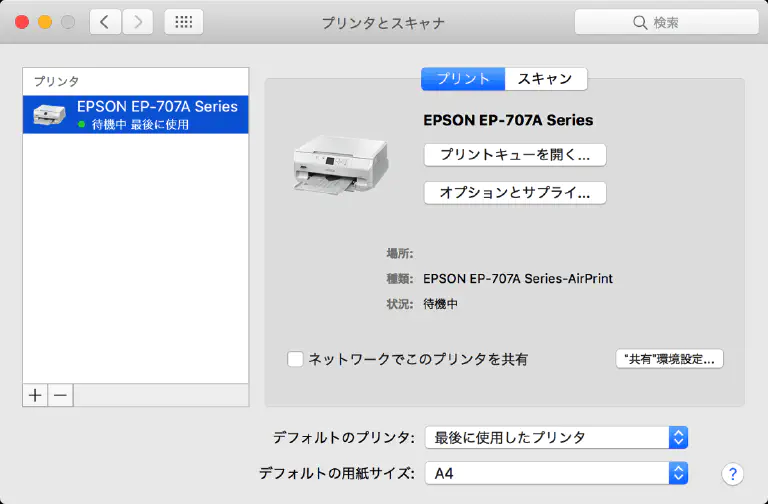 プリンタとスキャナ
検索
プリンタ
EPSON EP-707A Series
待機中 最後に使用
プリント
スキャン
EPSON EP-707A Series
プリントキューを開く...
オプションとサプライ...
場所:
種類: EPSON EP-707A Series-AirPrint
状況: 待機中
ネットワークでこのプリンタを共有
"共有"環境設定...
+ −
デフォルトのプリンタ: 最後に使用したプリンタ
デフォルトの用紙サイズ: A4
?